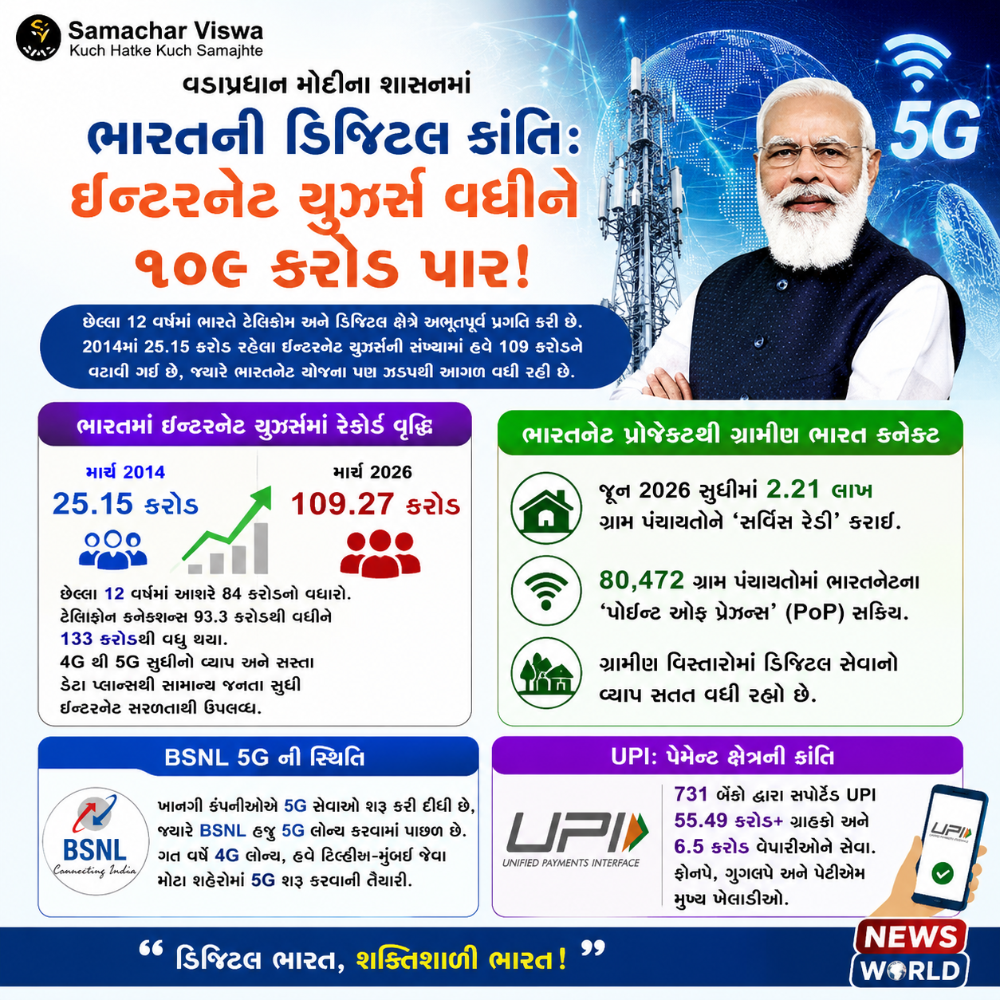 Samachar Viswa
Kuch Hatke Kuch Samajhte
વડાપ્રધાન મોદીના શાસનમાં
ભારતની ડિજિટલ કાંતિ:
ઈન્ટરનેટ યુઝર્સ વધીને
૧૦૯ કરોડ પાર!
5G
છેલ્લા 12 વર્ષમાં ભારતે ટેલિકોમ અને ડિજિટલ ક્ષેત્રે અભૂતપૂર્વ પ્રગતિ કરી છે.
2014માં 25.15 કરોડ રહેલા ઈન્ટરનેટ યુઝર્સની સંખ્યામાં હવે 109 કરોડને
વટાવી ગઈ છે, જ્યારે ભારતનેટ યોજના પણ ઝડપથી આગળ વધી રહી છે.
ભારતમાં ઈન્ટરનેટ યુઝર્સમાં રેકોર્ડ વૃદ્ધિ
માર્ચ 2014
25.15 કરોડ
માર્ચ 2026
109.27 કરોડ
છેલ્લા 12 વર્ષમાં આશરે 84 કરોડનો વધારો.
ટેલિફોન કનેક્શન્સ 93.3 કરોડથી વધીને
133 કરોડથી વધુ થયા.
4G થી 5G સુધીનો વ્યાપ અને સસ્તા
ડેટા પ્લાન્સથી સામાન્ય જનતા સુધી
ઈન્ટરનેટ સરળતાથી ઉપલબ્ધ.
ભારતનેટ પ્રોજેક્ટથી ગ્રામીણ ભારત કનેક્ટ
જૂન 2026 સુધીમાં 2.21 લાખ
ગ્રામ પંચાયતોને ‘સર્વિસ રેડી’ કરાઈ.
80,472 ગ્રામ પંચાયતોમાં ભારતનેટના
‘પોઈન્ટ ઓફ પ્રેઝન્સ’ (PoP) સક્રિય.
ગ્રામીણ વિસ્તારોમાં ડિજિટલ સેવાનો
વ્યાપ સતત વધી રહ્યો છે.
BSNL 5G ની સ્થિતિ
BSNL
Connecting India
ખાનગી કંપનીઓએ 5G સેવાઓ શરૂ કરી દીધી છે,
જ્યારે BSNL હજુ 5G લોન્ચ કરવામાં પાછળ છે.
ગત વર્ષે 4G લોન્ચ, હવે ટિલ્હીઅ-મુંબઈ જેવા
મોટા શહેરોમાં 5G શરૂ કરવાની તૈયારી.
UPI: પેમેન્ટ ક્ષેત્રની કાંતિ
UPI
UNIFIED PAYMENTS INTERFACE
731 બેંકો દ્વારા સપોર્ટેડ UPI
55.49 કરોડ+ ગ્રાહકો અને
6.5 કરોડ વેપારીઓને સેવા.
ફોનપે, ગુગલપે અને પેટીએમ
મુખ્ય ખેલાડીઓ.
UPI
UNIFIED PAYMENTS INTERFACE
“ ડિજિટલ ભારત, શક્તિશાળી ભારત! ”
NEWS
WORLD